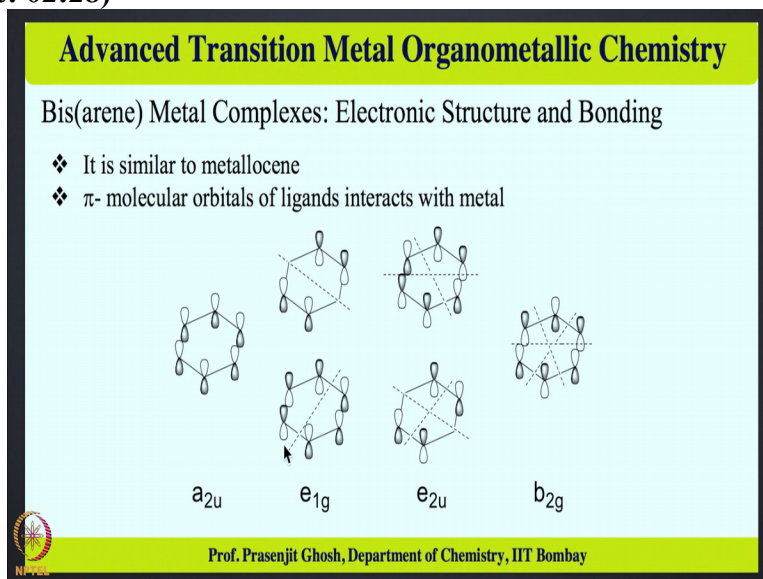 Advanced Transition Metal Organometallic Chemistry
Bis(arene) Metal Complexes: Electronic Structure and Bonding
❖ It is similar to metallocene
❖ π- molecular orbitals of ligands interacts with metal
a2u e1g e2u b2g
Prof. Prasenjit Ghosh, Department of Chemistry, IIT Bombay
NPTEL